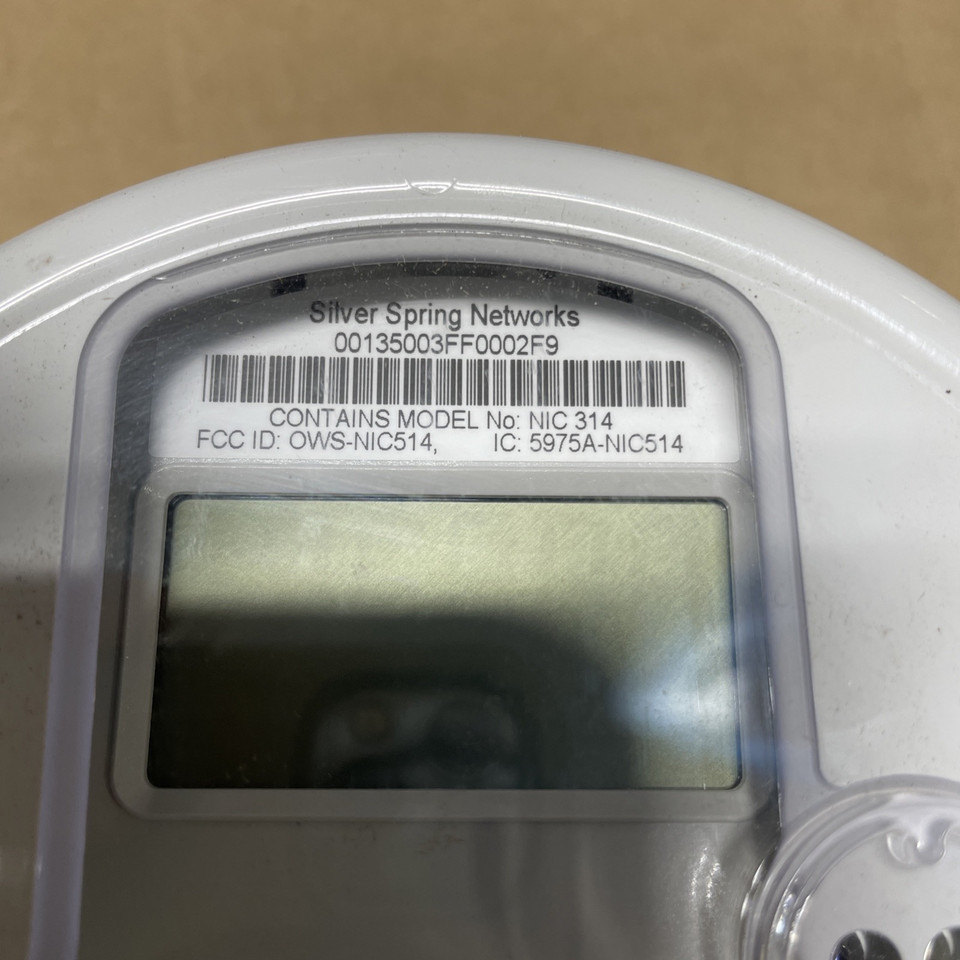 Silver Spring Networks
00135003FF0002F9
CONTAINS MODEL No: NIC 314
FCC ID: OWS-NIC514, IC: 5975A-NIC514